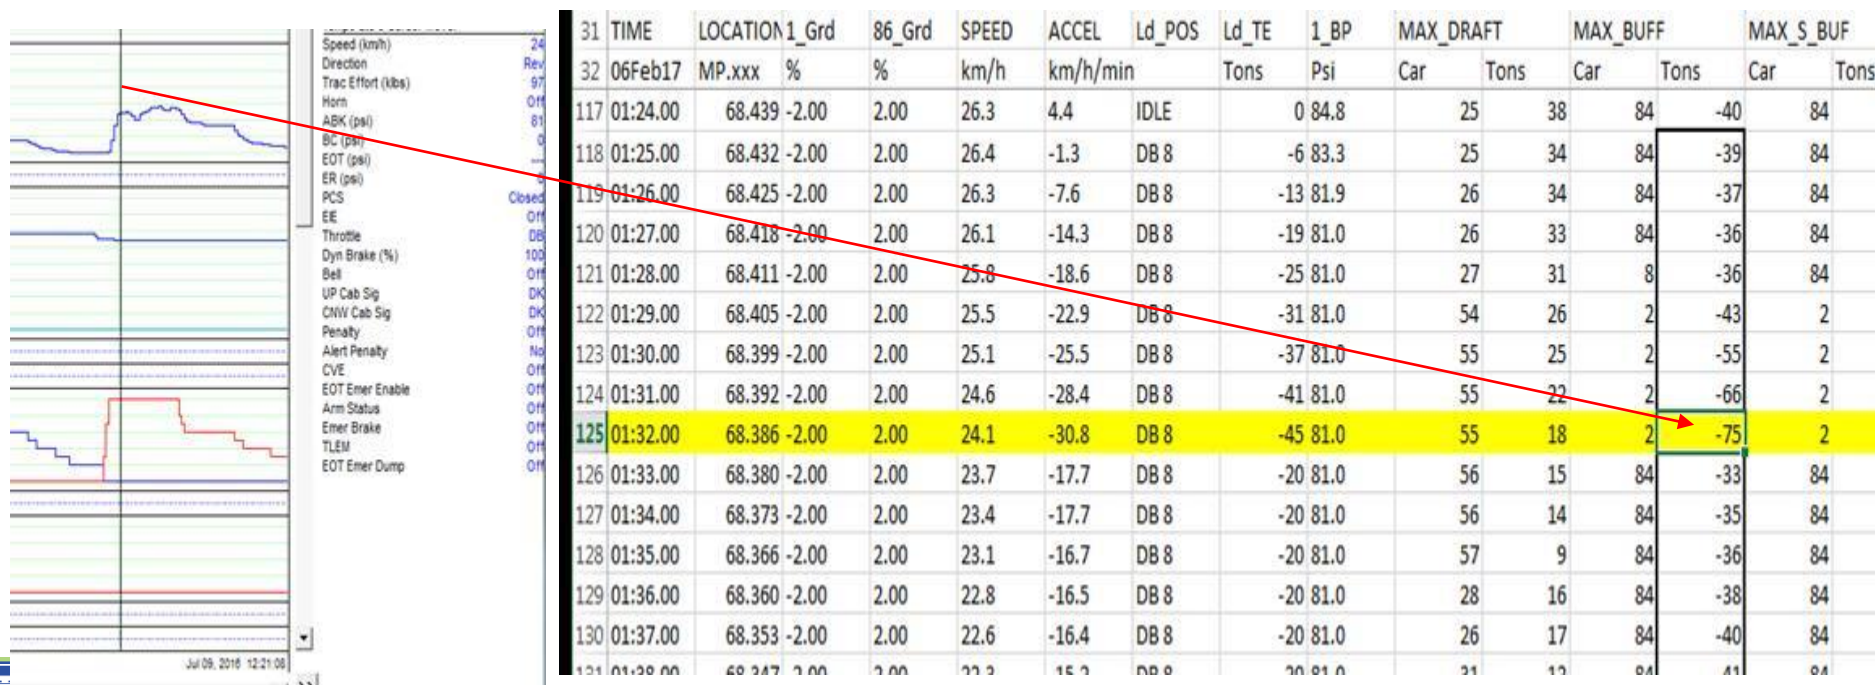 Speed (km/h) 24
Direction Rev
Trac Effort (klbs) 97
Horn Off
ABK (psi) 81
BC (psi) 0
EOT (psi) ---
ER (psi)
PCS Closed
EIE Off
Throttle DB
Dyn Brake (%) 100
Bell Off
UP Cab Sig DK
CNW Cab Sig DK
Penalty Off
Alert Penalty No
CVE Off
EOT Emer Enable Off
Arm Status Off
Emer Brake Off
TLEM Off
EOT Emer Dump Off
Jul 09, 2016 12:21:08
31 TIME LOCATION 1_Grd 86_Grd SPEED ACCEL Ld_POS Ld_TE 1_BP MAX_DRAFT MAX_BUFF MAX_S_BUF
32 06Feb17 MP.xxx % % km/h km/h/min Tons Psi Car Tons Car Tons Car Tons
117 01:24.00 68.439 -2.00 2.00 26.3 4.4 IDLE 0 84.8 25 38 84 -40 84
118 01:25.00 68.432 -2.00 2.00 26.4 -1.3 DB 8 -6 83.3 25 34 84 -39 84
119 01:26.00 68.425 -2.00 2.00 26.3 -7.6 DB 8 -13 81.9 26 34 84 -37 84
120 01:27.00 68.418 -2.00 2.00 26.1 -14.3 DB 8 -19 81.0 26 33 84 -36 84
121 01:28.00 68.411 -2.00 2.00 25.8 -18.6 DB 8 -25 81.0 27 31 8 -36 84
122 01:29.00 68.405 -2.00 2.00 25.5 -22.9 DB 8 -31 81.0 54 26 2 -43 2
123 01:30.00 68.399 -2.00 2.00 25.1 -25.5 DB 8 -37 81.0 55 25 2 -55 2
124 01:31.00 68.392 -2.00 2.00 24.6 -28.4 DB 8 -41 81.0 55 22 2 -66 2
125 01:32.00 68.386 -2.00 2.00 24.1 -30.8 DB 8 -45 81.0 55 18 2 -75 2
126 01:33.00 68.380 -2.00 2.00 23.7 -17.7 DB 8 -20 81.0 56 15 84 -33 84
127 01:34.00 68.373 -2.00 2.00 23.4 -17.7 DB 8 -20 81.0 56 14 84 -35 84
128 01:35.00 68.366 -2.00 2.00 23.1 -16.7 DB 8 -20 81.0 57 9 84 -36 84
129 01:36.00 68.360 -2.00 2.00 22.8 -16.5 DB 8 -20 81.0 28 16 84 -38 84
130 01:37.00 68.353 -2.00 2.00 22.6 -16.4 DB 8 -20 81.0 26 17 84 -40 84